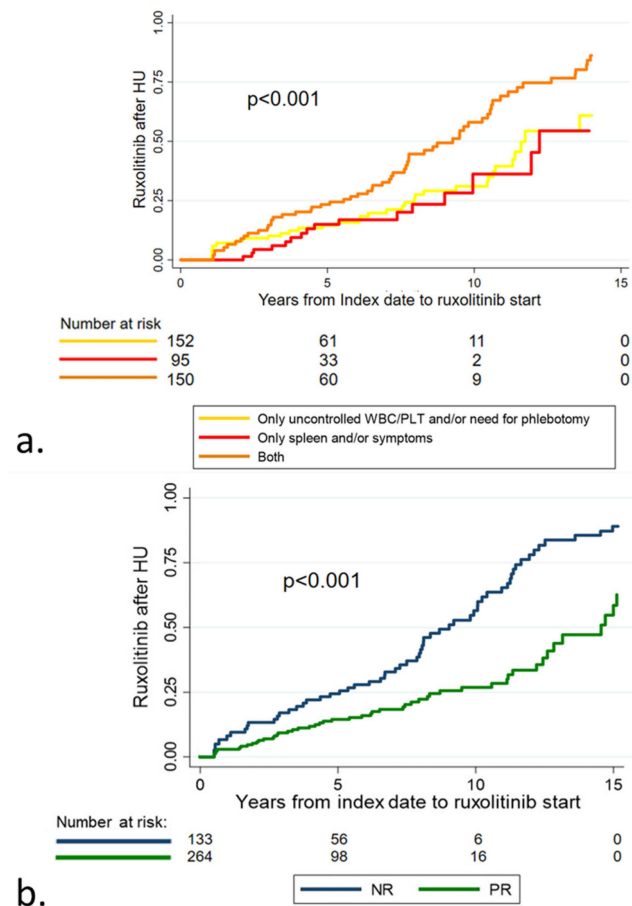 1.00
0.75
0.50
0.25
0.00
Ruxolitinib after HU
p<0.001
0 5 10 15
Years from Index date to ruxolitinib start
Number at risk
152 61 11 0
95 33 2 0
150 60 9 0
Only uncontrolled WBC/PLT and/or need for phlebotomy
Only spleen and/or symptoms
Both
a.
1.00
0.75
0.50
0.25
0.00
Ruxolitinib after HU
p<0.001
0 5 10 15
Years from index date to ruxolitinib start
Number at risk:
133 56 6 0
264 98 16 0
NR PR
b.